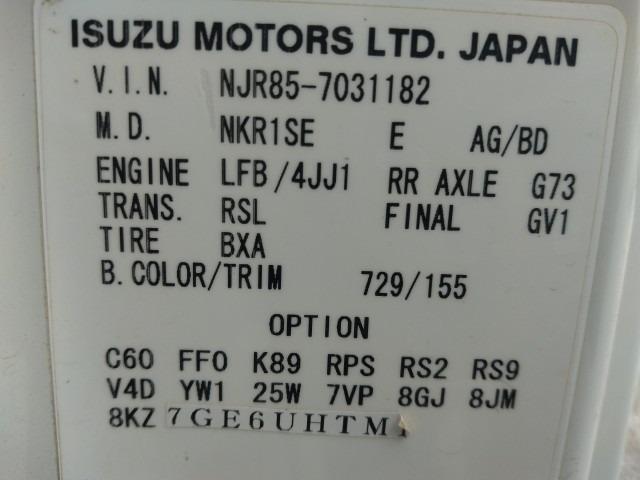 ISUZU MOTORS LTD. JAPAN
V.I.N. NJR85-7031182
M.D. NKR1SE E AG/BD
ENGINE LFB/4JJ1 RR AXLE G73
TRANS. RSL FINAL GV1
TIRE BXA
B.COLOR/TRIM 729/155
OPTION
C60 FF0 K89 RPS RS2 RS9
V4D YW1 25W 7VP 8GJ 8JM
8KZ 7GE6UHTM